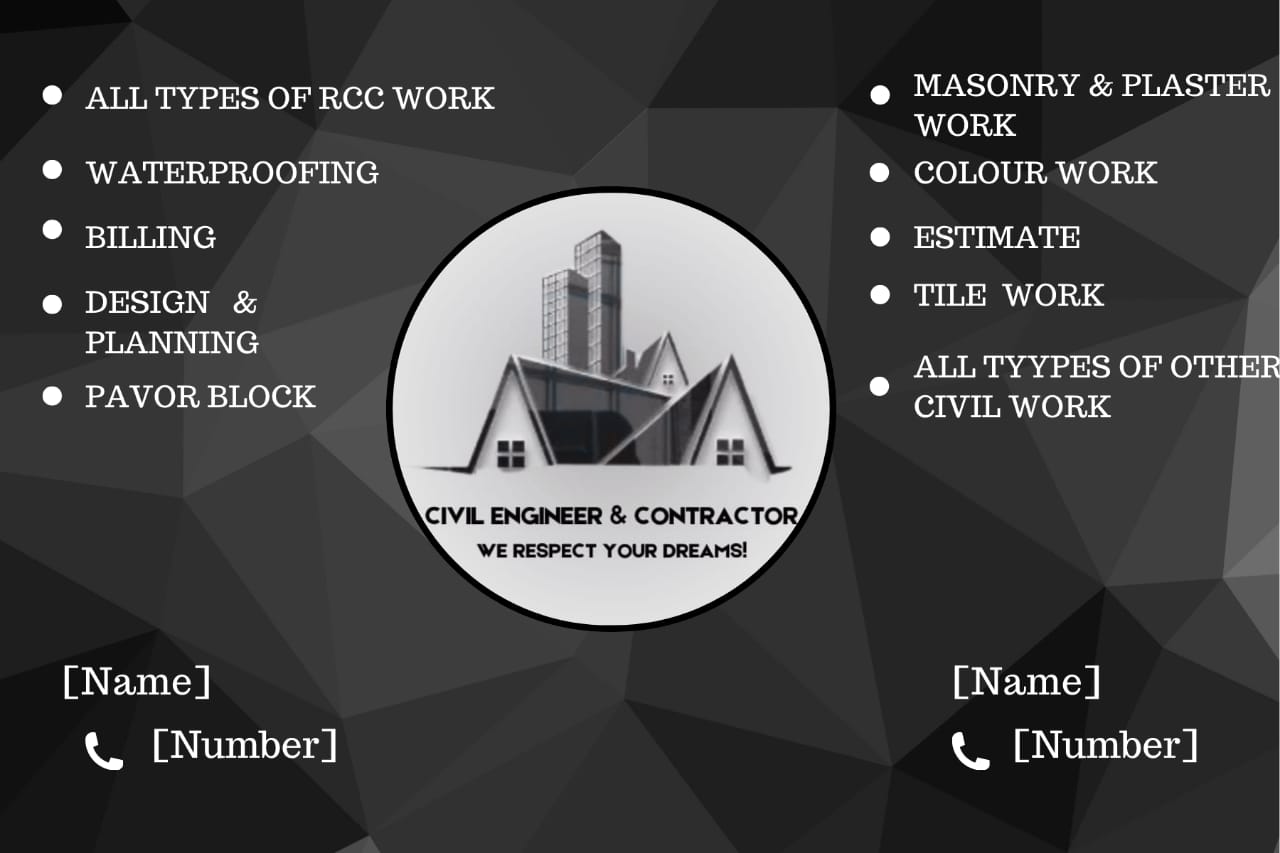 ALL TYPES OF RCC WORK
WATERPROOFING
BILLING
DESIGN &
PLANNING
PAVOR BLOCK
MASONRY & PLASTER
WORK
COLOUR WORK
ESTIMATE
TILE WORK
ALL TYYPES OF OTHER
CIVIL WORK
CIVIL ENGINEER & CONTRACTOR
WE RESPECT YOUR DREAMS!
[Name]
[Number]
[Name]
[Number]